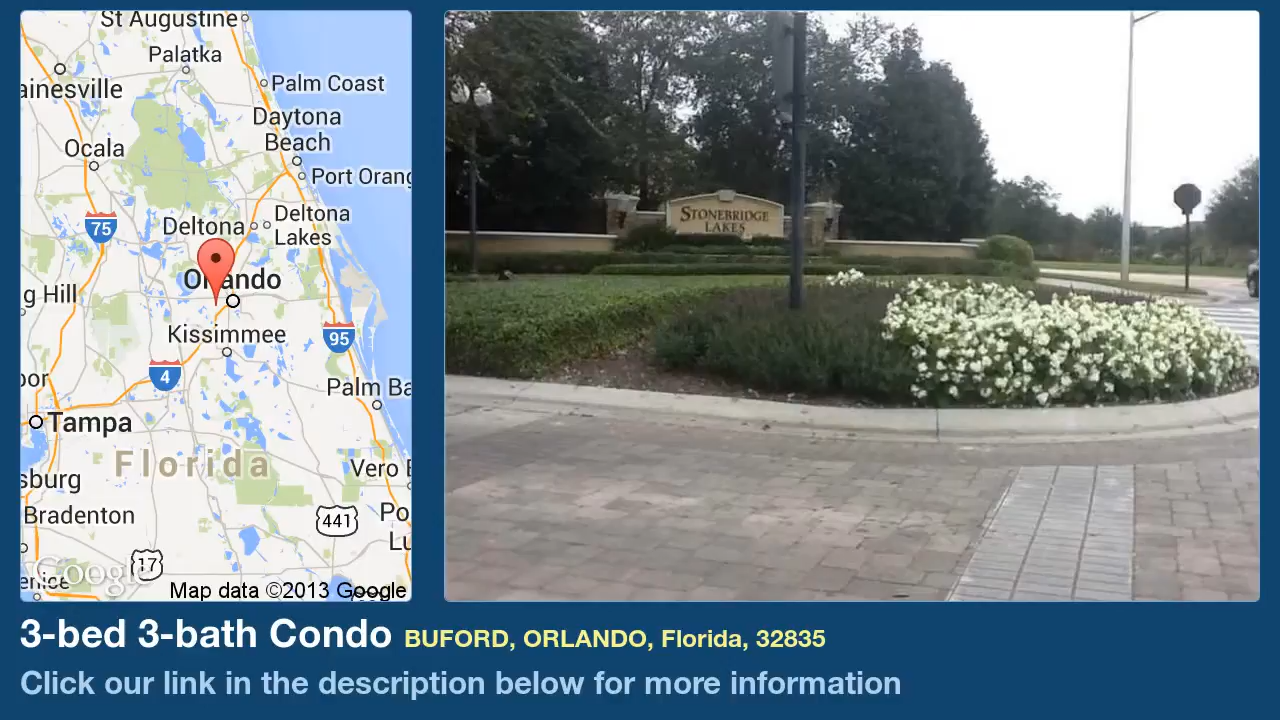 St Augustine
Palatka
ainesville
Palm Coast
Daytona
Beach
Ocala
Port Orang
75
Deltona
Deltona
Lakes
Orlando
g Hill
Kissimmee
95
4
oor
Palm Ba
Tampa
Florida
Vero B
sburg
Bradenton
441
Po
Lu
17
enice
Google
Map data ©2013 Google
STONEBRIDGE
LAKES
3-bed 3-bath Condo BUFORD, ORLANDO, Florida, 32835
Click our link in the description below for more information